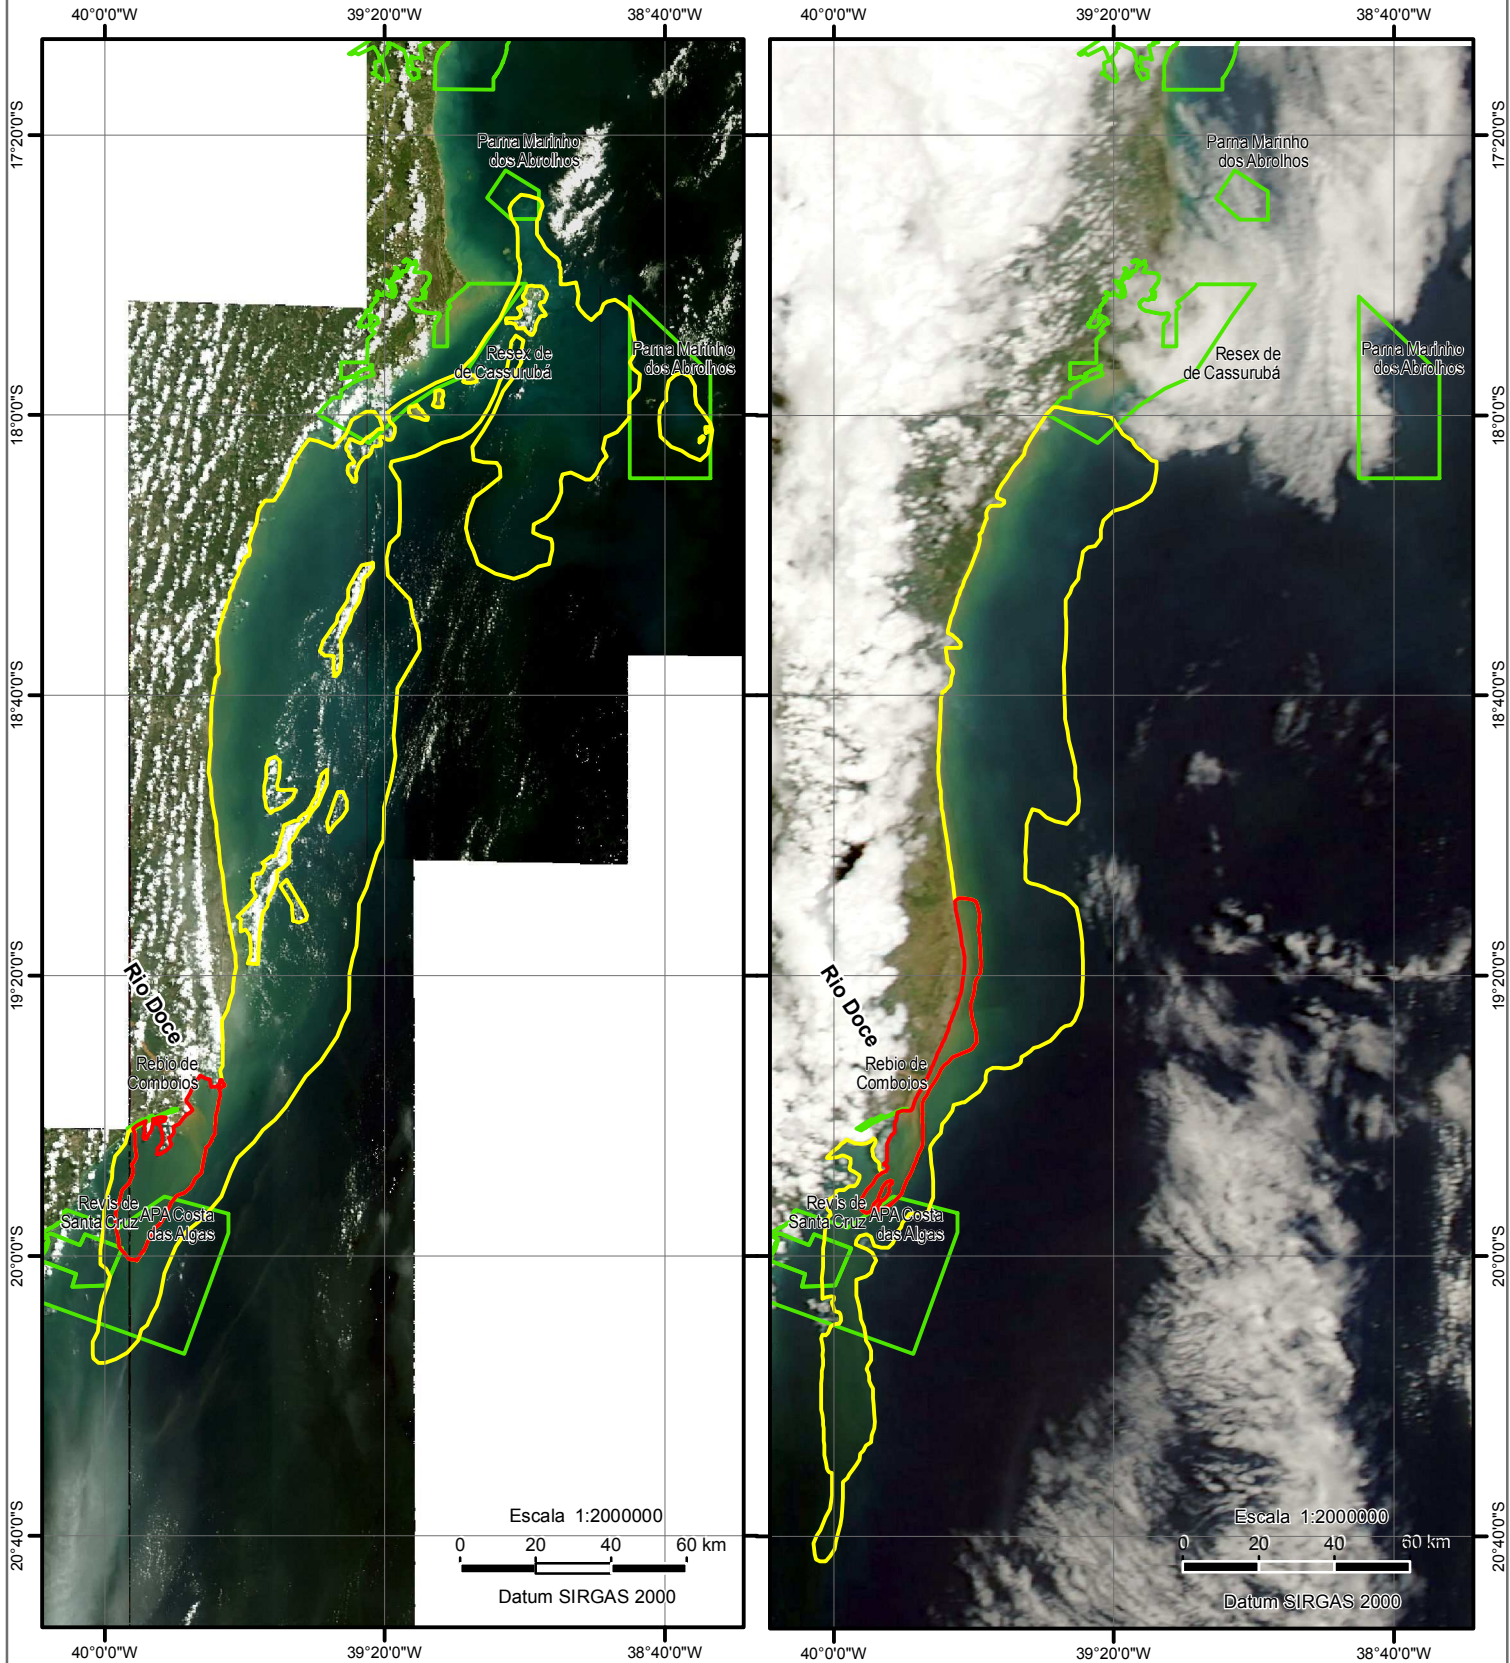 40°0'0"W
39°20'0"W
38°40'0"W
17°20'0"S
18°0'0"S
18°40'0"S
19°20'0"S
20°0'0"S
20°40'0"S
Parna Marinho
dos Abrolhos
Resex de
de Cassurubá
Parna Marinho
dos Abrolhos
Rio Doce
Rebio de
Comboios
Revis de
Santa Cruz
APA Costa
das Algas
Escala 1:2000000
0 20 40 60 km
Datum SIRGAS 2000
40°0'0"W
39°20'0"W
38°40'0"W
40°0'0"W
39°20'0"W
38°40'0"W
Parna Marinho
dos Abrolhos
Resex de
de Cassurubá
Parna Marinho
dos Abrolhos
Rio Doce
Rebio de
Comboios
Revis de
Santa Cruz
APA Costa
das Algas
Escala 1:2000000
0 20 40 60 km
Datum SIRGAS 2000
17°20'0"S
18°0'0"S
18°40'0"S
19°20'0"S
20°0'0"S
20°40'0"S
40°0'0"W
39°20'0"W
38°40'0"W